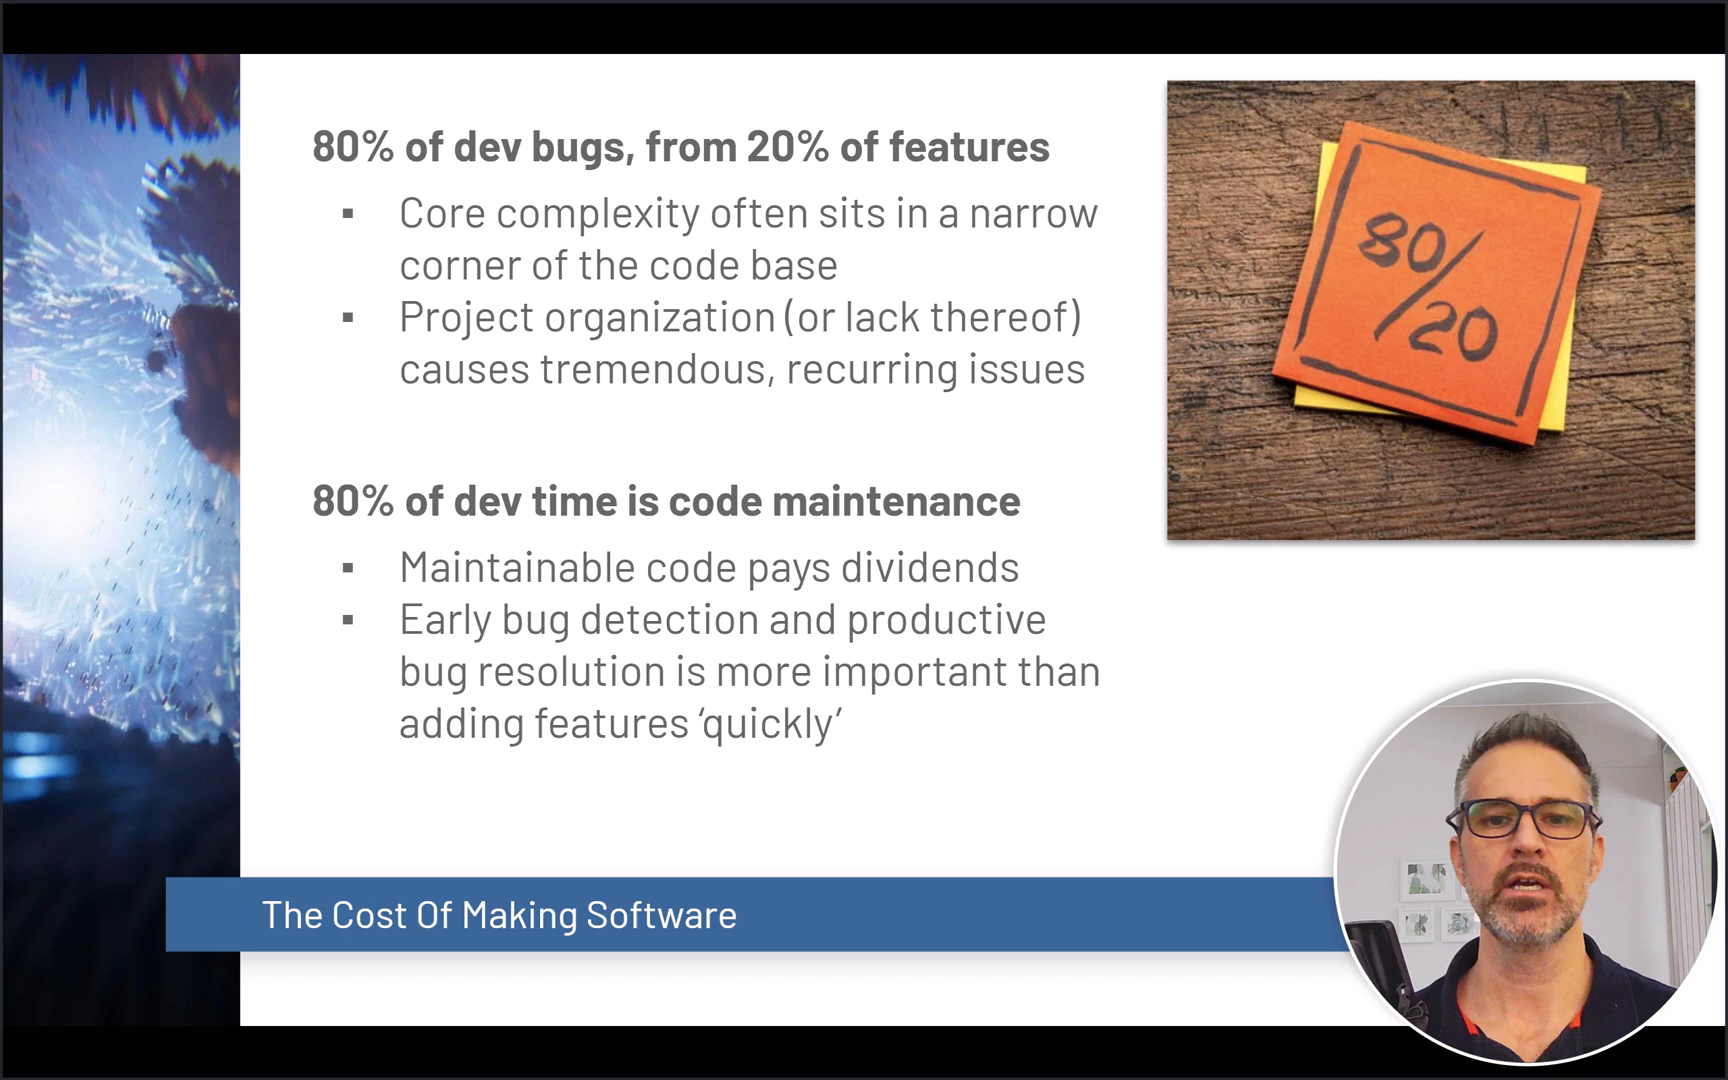 80% of dev bugs, from 20% of features
▪ Core complexity often sits in a narrow
corner of the code base
▪ Project organization (or lack thereof)
causes tremendous, recurring issues
80% of dev time is code maintenance
▪ Maintainable code pays dividends
▪ Early bug detection and productive
bug resolution is more important than
adding features ‘quickly’
80/20
The Cost Of Making Software